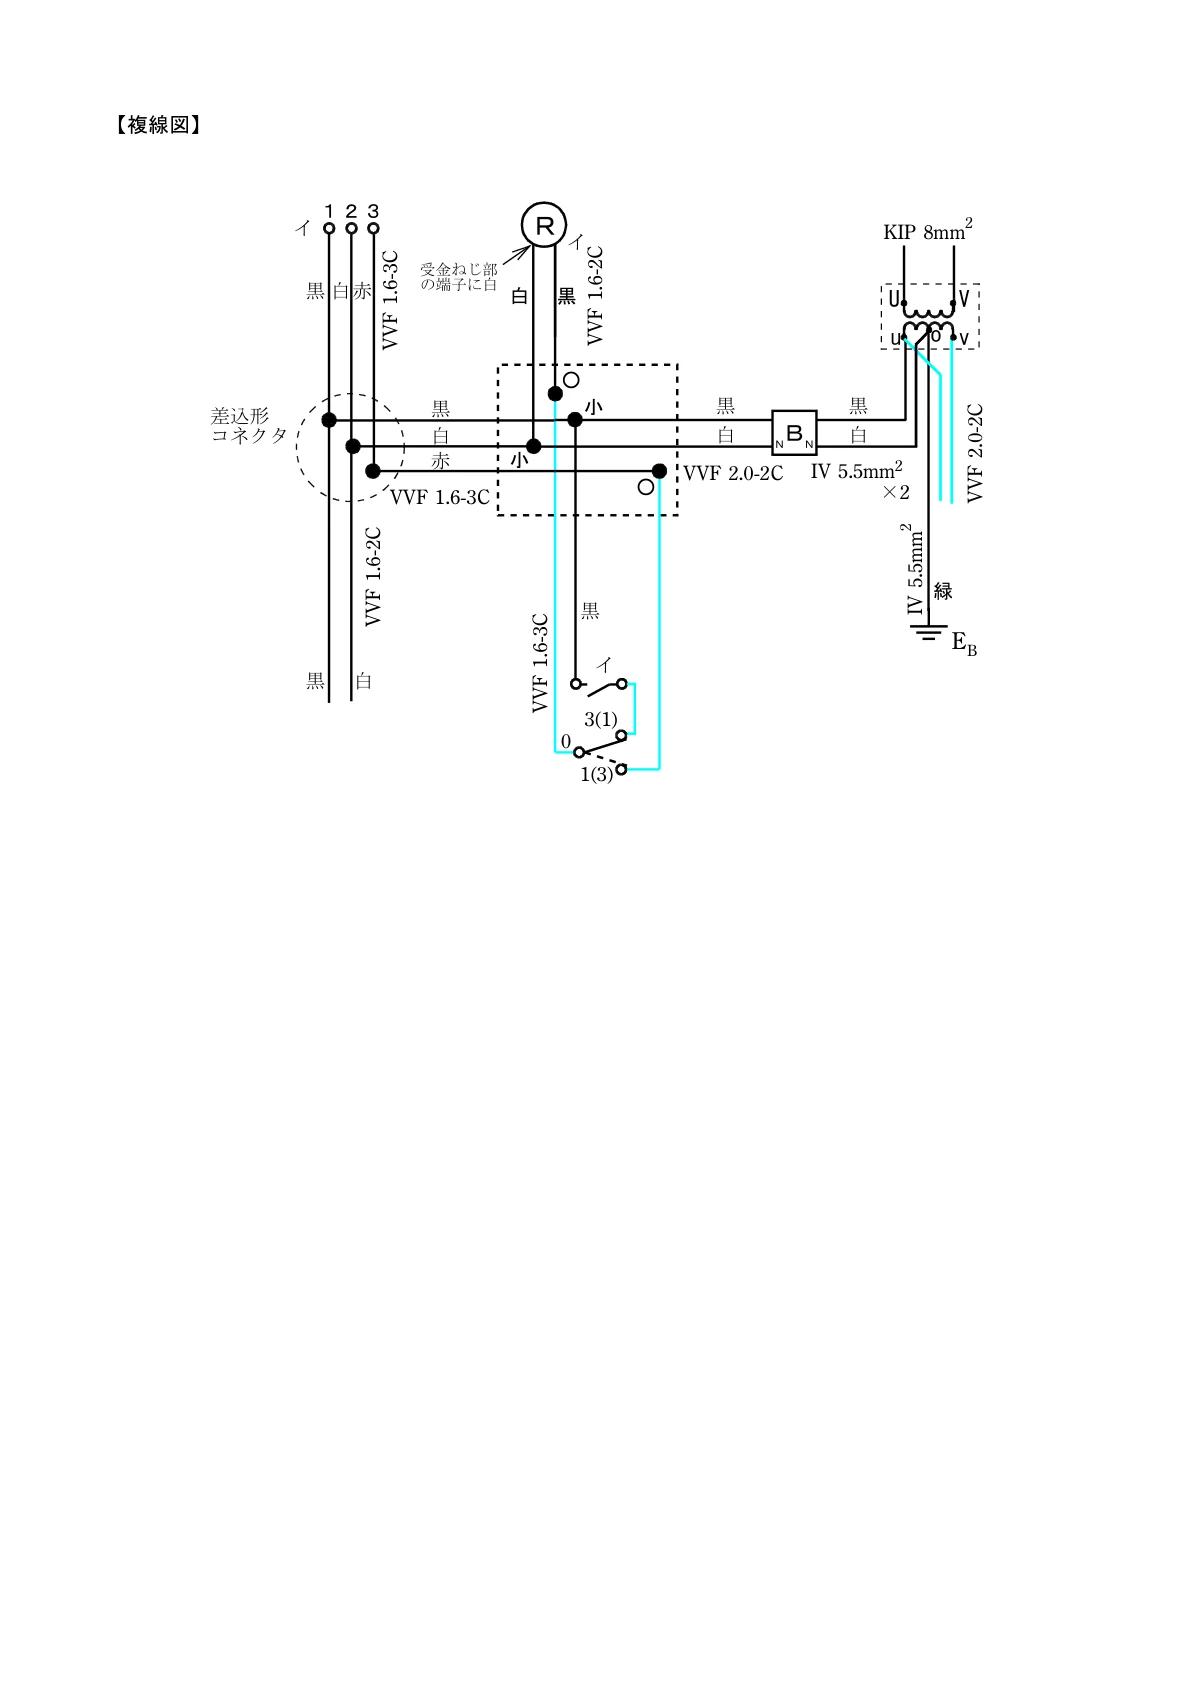 【複線図】
1 2 3
イ
R
イ
KIP 8mm²
受金ねじ部
の端子に白
VVF 1.6-3C
VVF 1.6-2C
黒 白 赤
白 黒
U V
u o v
差込形
コネクタ
黒
白
赤
○
小
小
○
黒
白
B
N N
黒
白
VVF 1.6-3C
VVF 2.0-2C
IV 5.5mm²
×2
VVF 2.0-2C
VVF 1.6-2C
IV 5.5mm²
緑
E_B
黒
VVF 1.6-3C
黒 白
イ
3(1)
0
1(3)